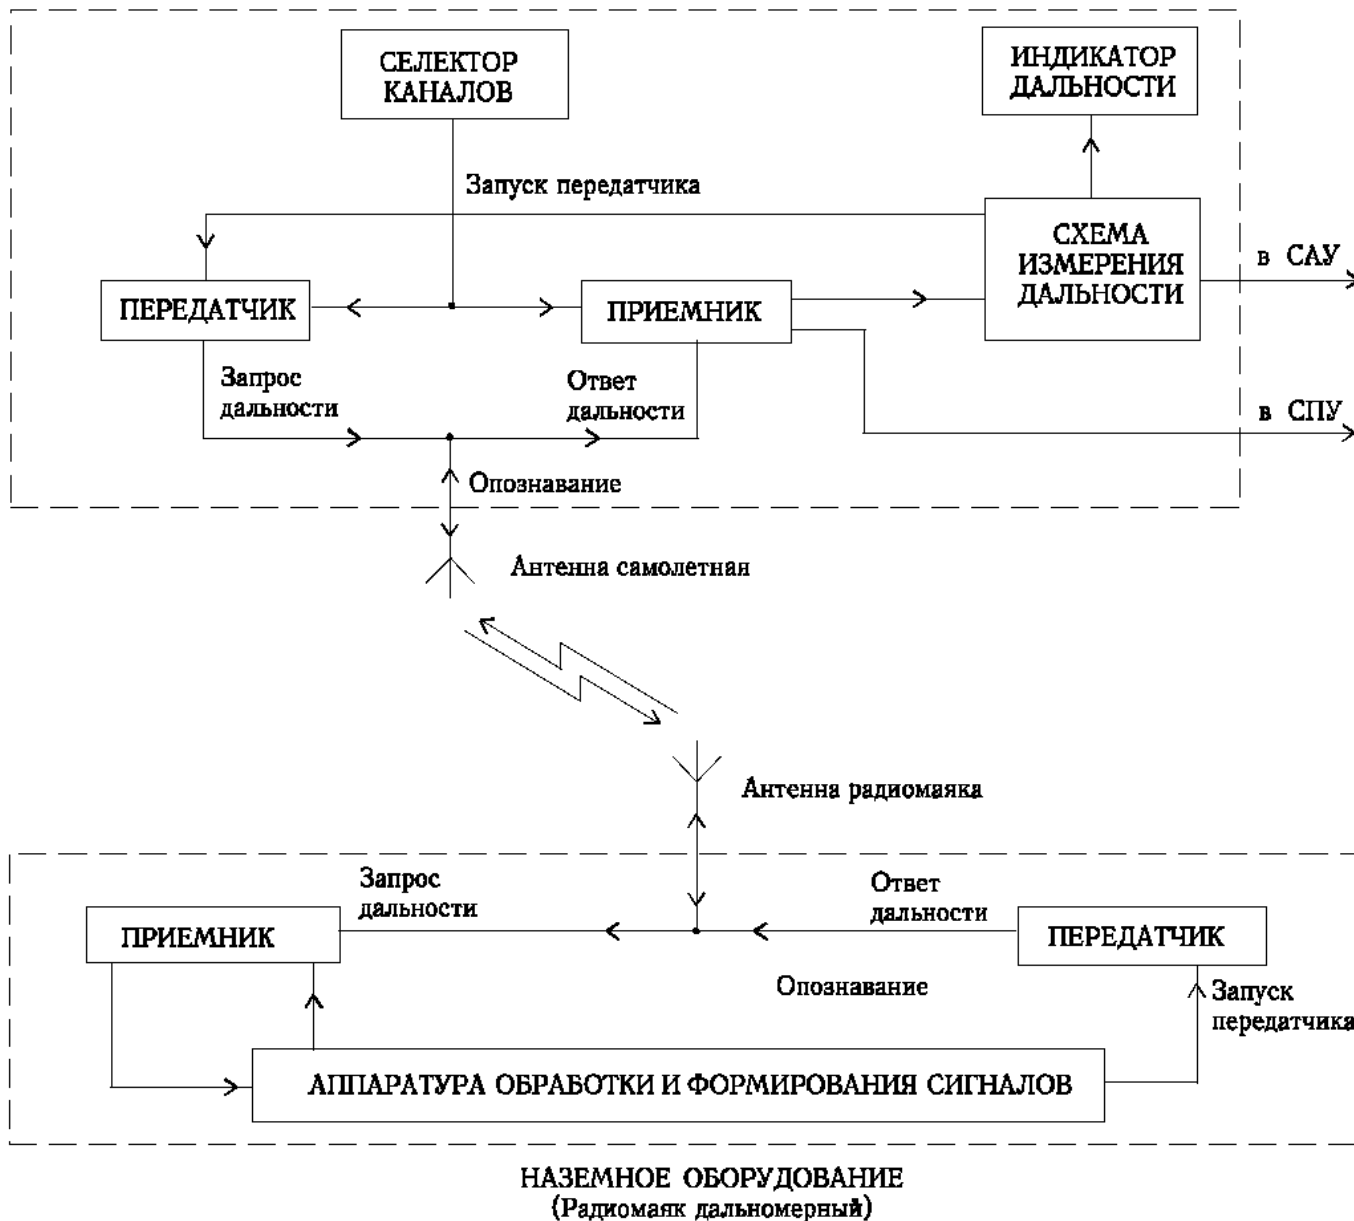 СЕЛЕКТОР
КАНАЛОВ
ИНДИКАТОР
ДАЛЬНОСТИ
Запуск передатчика
СХЕМА
ИЗМЕРЕНИЯ
ДАЛЬНОСТИ
в САУ
ПЕРЕДАТЧИК
ПРИЕМНИК
Запрос
дальности
Ответ
дальности
в СПУ
Опознавание
Антенна самолетная
Антенна радиомаяка
Запрос
дальности
Ответ
дальности
ПРИЕМНИК
ПЕРЕДАТЧИК
Опознавание
Запуск
передатчика
АППАРАТУРА ОБРАБОТКИ И ФОРМИРОВАНИЯ СИГНАЛОВ
НАЗЕМНОЕ ОБОРУДОВАНИЕ
(Радиомаяк дальномерный)